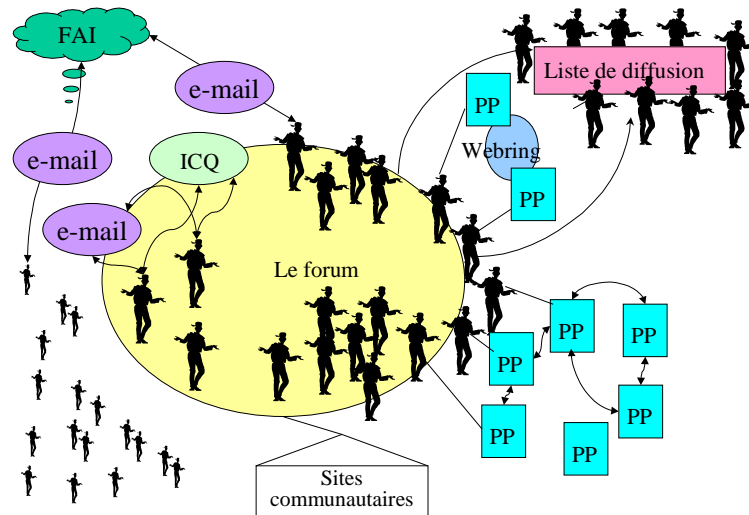 FAI
Liste de diffusion
e-mail
PP
e-mail
ICQ
Webring
PP
e-mail
Le forum
PP
PP
PP
PP
PP
PP
Sites
communautaires